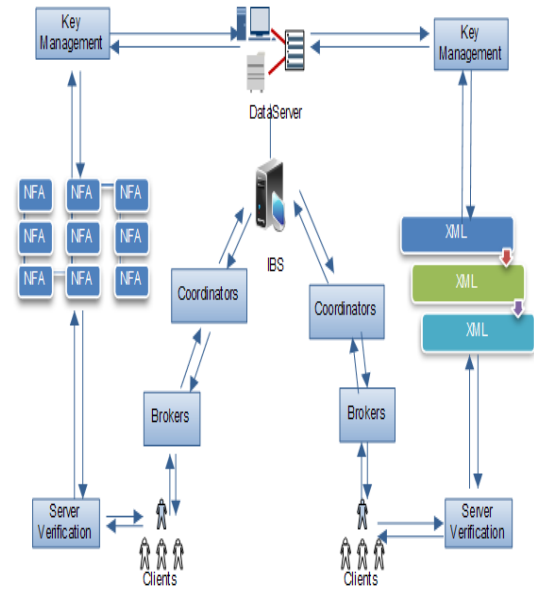 Key
Management
Key
Management
DataServer
NFA NFA NFA
NFA NFA NFA
NFA NFA NFA
IBS
XML
XML
XML
Coordinators
Coordinators
Brokers
Brokers
Server
Verification
Server
Verification
Clients
Clients